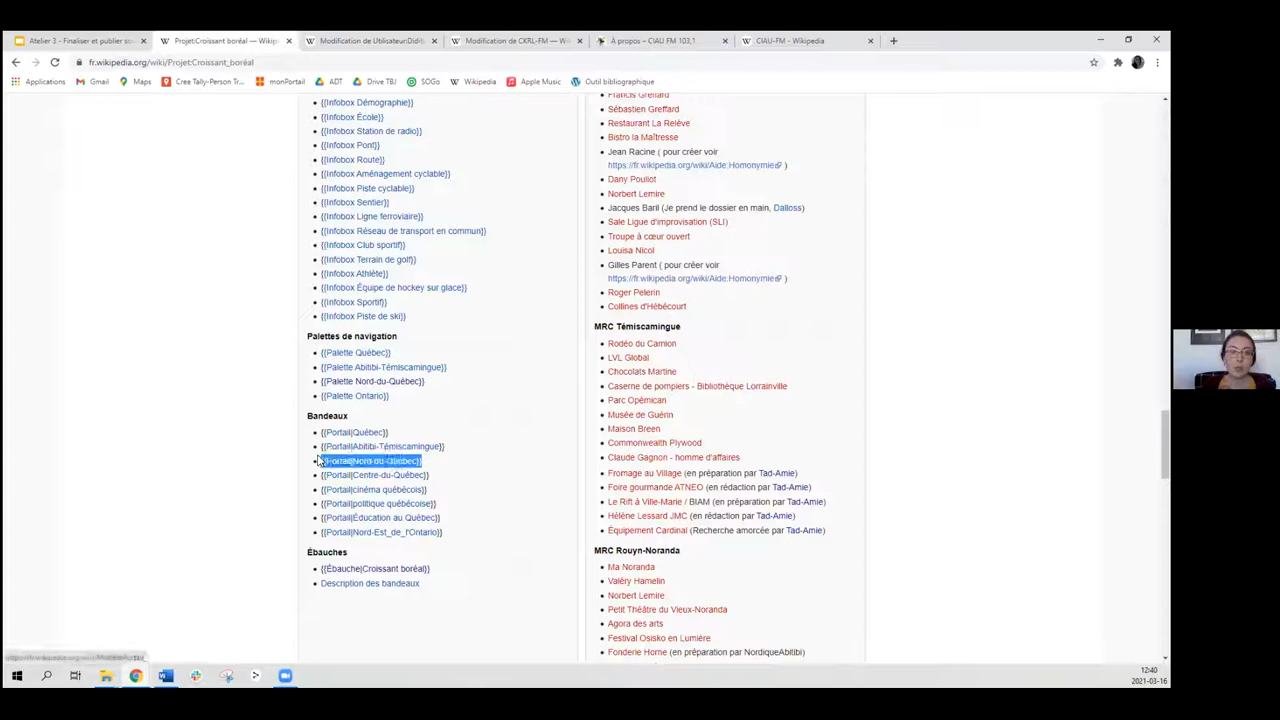 Atelier 3 - Finaliser et publier so
Projet:Croissant boréal — Wikip
Modification de Utilisateur:Didi
Modification de CKRL-FM — Wi
À propos – CIAU FM 103,1
CIAU-FM - Wikipedia
fr.wikipedia.org/wiki/Projet:Croissant_boréal
Applications
Gmail
Maps
Cree Tally-Person Tr...
monPortail
ADT
Drive TBJ
SOGo
Wikipedia
Apple Music
Outil bibliographique
{{Infobox Démographie}}
{{Infobox École}}
{{Infobox Station de radio}}
{{Infobox Pont}}
{{Infobox Route}}
{{Infobox Aménagement cyclable}}
{{Infobox Piste cyclable}}
{{Infobox Sentier}}
{{Infobox Ligne ferroviaire}}
{{Infobox Réseau de transport en commun}}
{{Infobox Club sportif}}
{{Infobox Terrain de golf}}
{{Infobox Athlète}}
{{Infobox Équipe de hockey sur glace}}
{{Infobox Sportif}}
{{Infobox Piste de ski}}
Palettes de navigation
{{Palette Québec}}
{{Palette Abitibi-Témiscamingue}}
{{Palette Nord-du-Québec}}
{{Palette Ontario}}
Bandeaux
{{Portail|Québec}}
{{Portail|Abitibi-Témiscamingue}}
{{Portail|Nord-du-Québec}}
{{Portail|Centre-du-Québec}}
{{Portail|cinéma québécois}}
{{Portail|politique québécoise}}
{{Portail|Éducation au Québec}}
{{Portail|Nord-Est_de_l'Ontario}}
Ébauches
{{Ébauche|Croissant boréal}}
Description des bandeaux
Francis Greffard
Sébastien Greffard
Restaurant La Relève
Bistro la Maîtresse
Jean Racine ( pour créer voir
https://fr.wikipedia.org/wiki/Aide:Homonymie )
Dany Pouliot
Norbert Lemire
Jacques Baril (Je prend le dossier en main, Dalloss)
Sale Ligue d'improvisation (SLI)
Troupe à cœur ouvert
Louisa Nicol
Gilles Parent ( pour créer voir
https://fr.wikipedia.org/wiki/Aide:Homonymie )
Roger Pelerin
Collines d'Hébécourt
MRC Témiscamingue
Rodéo du Camion
LVL Global
Chocolats Martine
Caserne de pompiers - Bibliothèque Lorrainville
Parc Opémican
Musée de Guérin
Maison Breen
Commonwealth Plywood
Claude Gagnon - homme d'affaires
Fromage au Village (en préparation par Tad-Amie)
Foire gourmande ATNEO (en rédaction par Tad-Amie)
Le Rift à Ville-Marie / BIAM (en préparation par Tad-Amie)
Hélène Lessard JMC (en rédaction par Tad-Amie)
Équipement Cardinal (Recherche amorcée par Tad-Amie)
MRC Rouyn-Noranda
Ma Noranda
Valéry Hamelin
Norbert Lemire
Petit Théâtre du Vieux-Noranda
Agora des arts
Festival Osisko en Lumière
Fonderie Horne (en préparation par NordiqueAbitibi)
12:40
2021-03-16